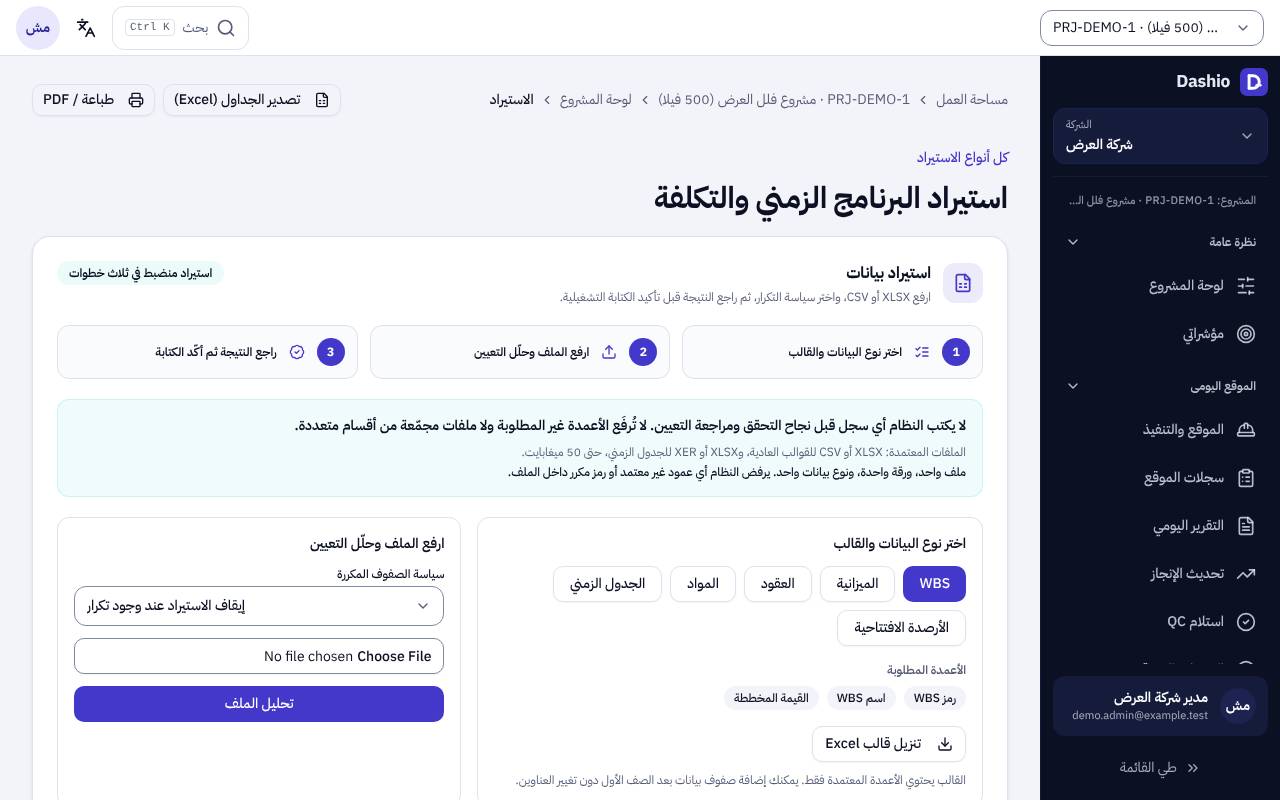 PRJ-DEMO-1 · (500 فيلا) ...
بحث Ctrl K
مش
Dashio
الشركة
شركة العرض
المشروع: PRJ-DEMO-1 · مشروع فلل الـ...
نظرة عامة
لوحة المشروع
مؤشراتي
الموقع اليومي
الموقع والتنفيذ
سجلات الموقع
التقرير اليومي
تحديث الإنجاز
استلام QC
مش
مدير شركة العرض
demo.admin@example.test
طي القائمة
مساحة العمل
PRJ-DEMO-1 · مشروع فلل العرض (500 فيلا)
لوحة المشروع
الاستيراد
تصدير الجداول (Excel)
طباعة / PDF
كل أنواع الاستيراد
استيراد البرنامج الزمني والتكلفة
استيراد بيانات
ارفع XLSX أو CSV، واختر سياسة التكرار، ثم راجع النتيجة قبل تأكيد الكتابة التشغيلية.
استيراد منضبط في ثلاث خطوات
1 اختر نوع البيانات والقالب
2 ارفع الملف وحلّل التعيين
3 راجع النتيجة ثم أكّد الكتابة
لا يكتب النظام أي سجل قبل نجاح التحقق ومراجعة التعيين. لا تُرفَع الأعمدة غير المطلوبة ولا ملفات مجمّعة من أقسام متعددة.
الملفات المعتمدة: XLSX أو CSV للقوالب العادية، وXLSX أو XER للجدول الزمني، حتى 50 ميغابايت.
ملف واحد، ورقة واحدة، ونوع بيانات واحد. يرفض النظام أي عمود غير معتمد أو رمز مكرر داخل الملف.
اختر نوع البيانات والقالب
WBS
الميزانية
العقود
المواد
الجدول الزمني
الأرصدة الافتتاحية
الأعمدة المطلوبة
رمز WBS
اسم WBS
القيمة المخططة
تنزيل قالب Excel
القالب يحتوي الأعمدة المعتمدة فقط. يمكنك إضافة صفوف بيانات بعد الصف الأول دون تغيير العناوين.
ارفع الملف وحلّل التعيين
سياسة الصفوف المكررة
إيقاف الاستيراد عند وجود تكرار
Choose File No file chosen
تحليل الملف